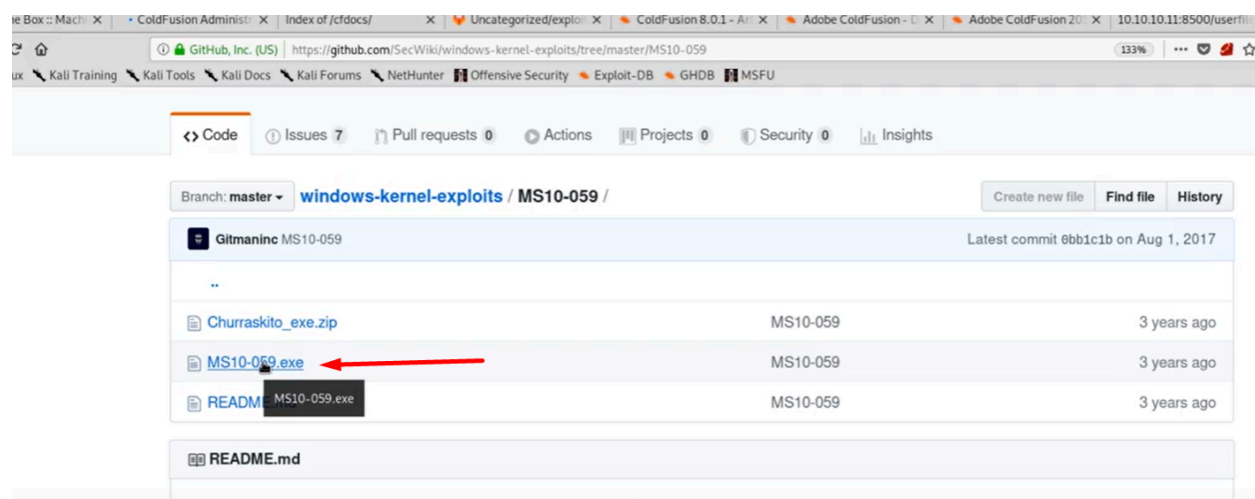 e Box :: Mach ColdFusion Administ Index of /cfdocs/ Uncategorized/exploi ColdFusion 8.0.1 - Ar Adobe ColdFusion - D Adobe ColdFusion 20 10.10.10.11:8500/userfile
GitHub, Inc. (US) https://github.com/SecWiki/windows-kernel-exploits/tree/master/MS10-059 133%
ux Kali Training Kali Tools Kali Docs Kali Forums NetHunter Offensive Security Exploit-DB GHDB MSFU
Code Issues 7 Pull requests 0 Actions Projects 0 Security 0 Insights
Branch: master windows-kernel-exploits / MS10-059 / Create new file Find file History
Gitmaninc MS10-059 Latest commit 0bb1c1b on Aug 1, 2017
..
Churraskito_exe.zip MS10-059 3 years ago
MS10-059.exe MS10-059 3 years ago
README MS10-059.exe MS10-059 3 years ago
README.md